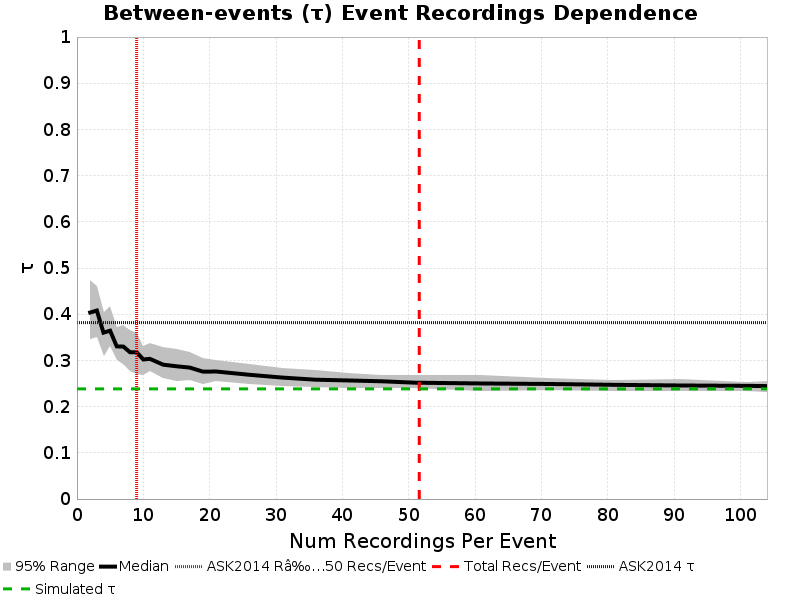 Between-events (τ) Event Recordings Dependence
1
0.9
0.8
0.7
0.6
0.5
0.4
0.3
0.2
0.1
0
τ
0 10 20 30 40 50 60 70 80 90 100
Num Recordings Per Event
95% Range Median ASK2014 Râ‰…50 Recs/Event Total Recs/Event ASK2014 τ
Simulated τ